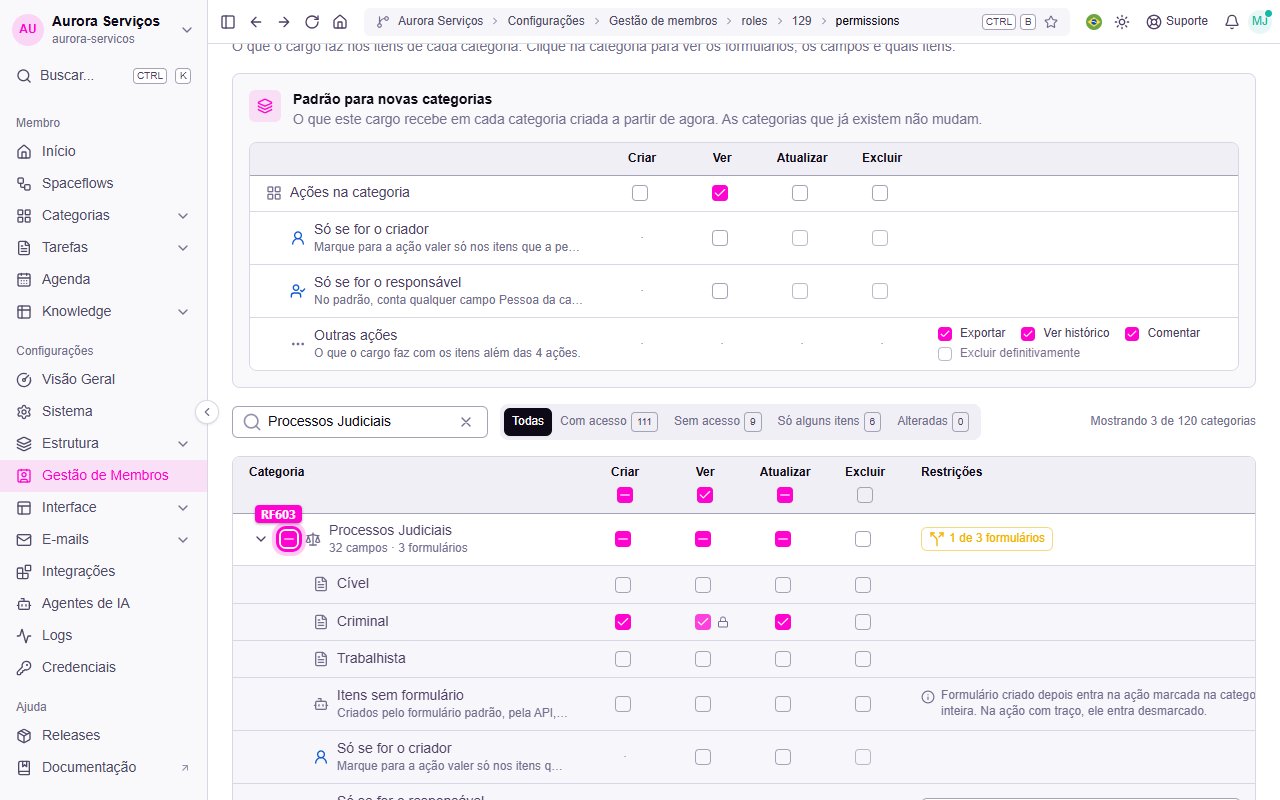 AU
Aurora Serviços
aurora-servicos
Buscar...
CTRL
K
Aurora Serviços
Configurações
Gestão de membros
roles
129
permissions
CTRL
B
Suporte
MJ
Membro
Início
Spaceflows
Categorias
Tarefas
Agenda
Knowledge
Configurações
Visão Geral
Sistema
Estrutura
Gestão de Membros
Interface
E-mails
Integrações
Agentes de IA
Logs
Credenciais
Ajuda
Releases
Documentação
O que o cargo faz nos itens de cada categoria. Clique na categoria para ver os formulários, os campos e quais itens.
Padrão para novas categorias
O que este cargo recebe em cada categoria criada a partir de agora. As categorias que já existem não mudam.
Criar Ver Atualizar Excluir
Ações na categoria
Só se for o criador
Marque para a ação valer só nos itens que a pe…
Só se for o responsável
No padrão, conta qualquer campo Pessoa da ca…
Outras ações
O que o cargo faz com os itens além das 4 ações.
Exportar Ver histórico Comentar
Excluir definitivamente
Processos Judiciais
Todas Com acesso 111 Sem acesso 9 Só alguns itens 6 Alteradas 0
Mostrando 3 de 120 categorias
Categoria Criar Ver Atualizar Excluir Restrições
RF603
Processos Judiciais
32 campos · 3 formulários
1 de 3 formulários
Cível
Criminal
Trabalhista
Itens sem formulário
Criados pelo formulário padrão, pela API,…
Formulário criado depois entra na ação marcada na catego
inteira. Na ação com traço, ele entra desmarcado.
Só se for o criador
Marque para a ação valer só nos itens q…
Só se for o responsável